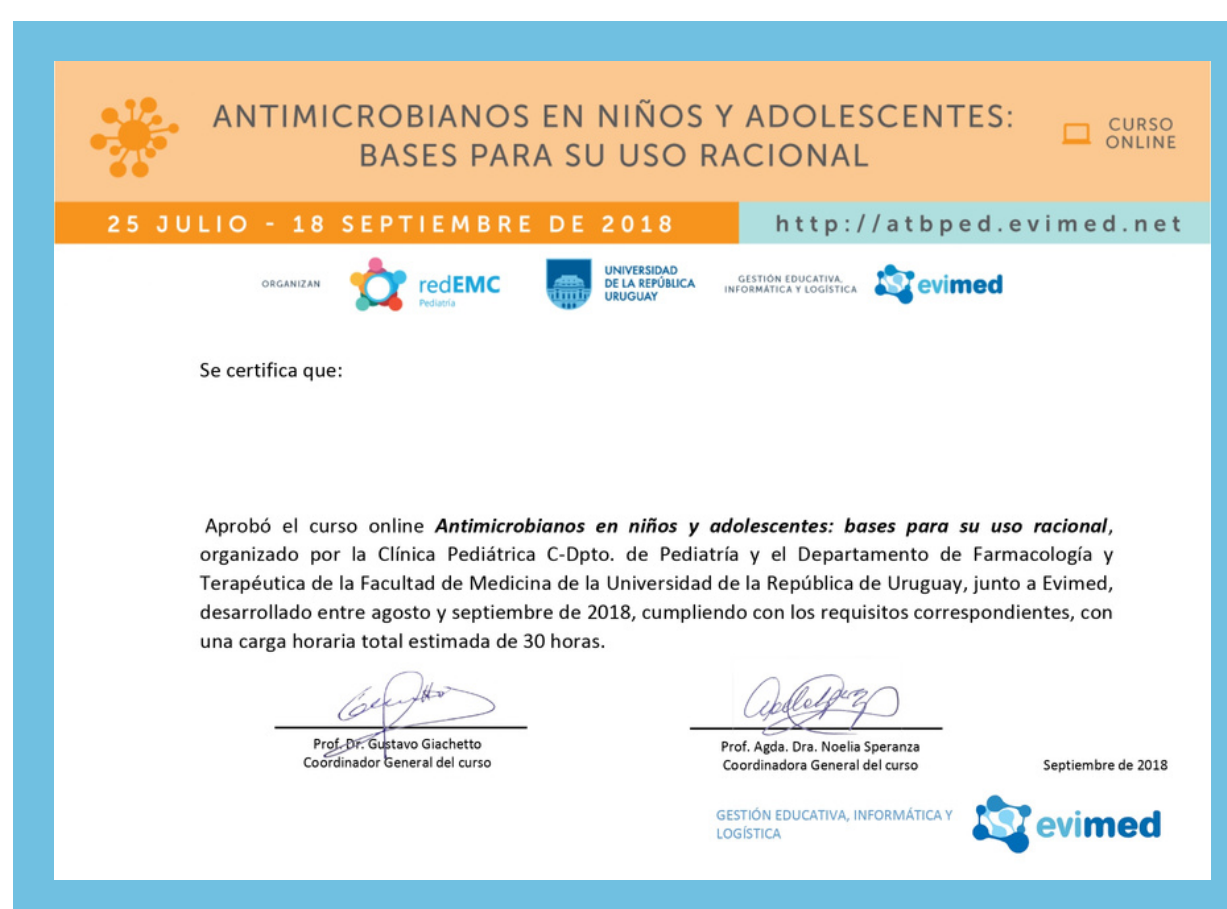 ANTIMICROBIANOS EN NIÑOS Y ADOLESCENTES:
BASES PARA SU USO RACIONAL
CURSO
ONLINE
25 JULIO - 18 SEPTIEMBRE DE 2018
http://atbped.evimed.net
ORGANIZAN
redEMC
Pediatría
UNIVERSIDAD
DE LA REPÚBLICA
URUGUAY
GESTIÓN EDUCATIVA,
INFORMÁTICA Y LOGÍSTICA
evimed
Se certifica que:
Aprobó el curso online Antimicrobianos en niños y adolescentes: bases para su uso racional,
organizado por la Clínica Pediátrica C-Dpto. de Pediatría y el Departamento de Farmacología y
Terapéutica de la Facultad de Medicina de la Universidad de la República de Uruguay, junto a Evimed,
desarrollado entre agosto y septiembre de 2018, cumpliendo con los requisitos correspondientes, con
una carga horaria total estimada de 30 horas.
Prof. Dr. Gustavo Giachetto
Coordinador General del curso
Prof. Agda. Dra. Noelia Speranza
Coordinadora General del curso
Septiembre de 2018
GESTIÓN EDUCATIVA, INFORMÁTICA Y
LOGÍSTICA
evimed